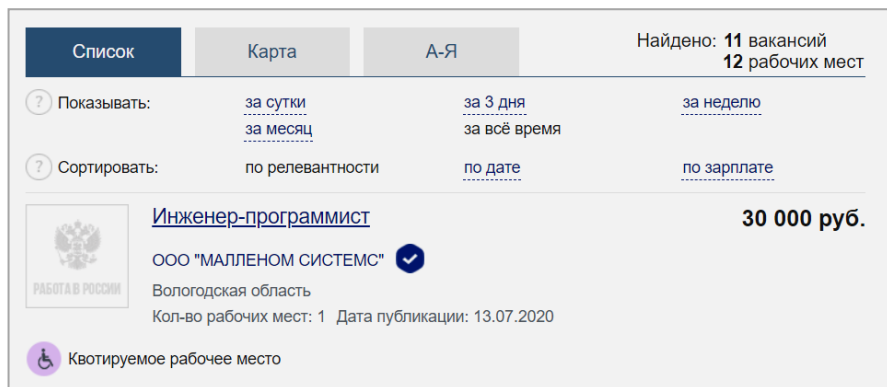 Список
Карта
А-Я
Найдено: 11 вакансий
12 рабочих мест
? Показывать: за сутки за 3 дня за неделю
за месяц за всё время
? Сортировать: по релевантности по дате по зарплате
Инженер-программист 30 000 руб.
ООО "МАЛЛЕНОМ СИСТЕМС"
РАБОТА В РОССИИ
Вологодская область
Кол-во рабочих мест: 1 Дата публикации: 13.07.2020
Квотируемое рабочее место